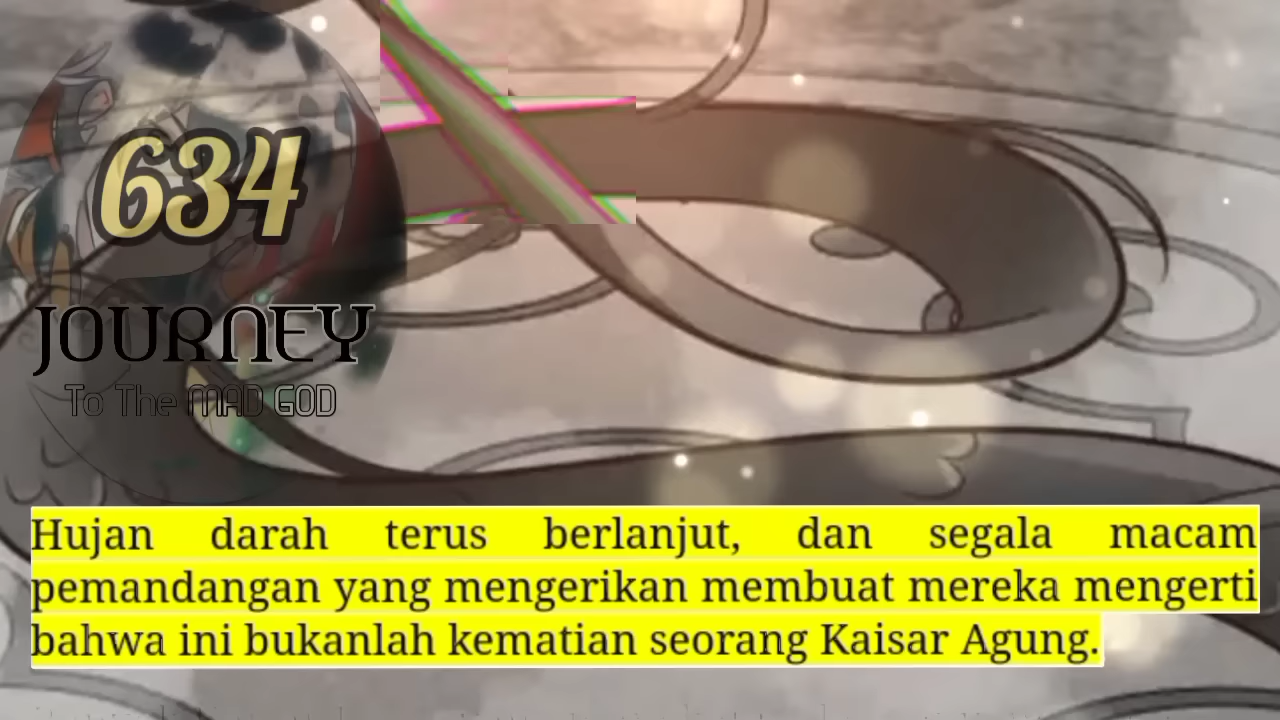 634
JOURNEY
To The MAD GOD
Hujan darah terus berlanjut, dan segala macam
pemandangan yang mengerikan membuat mereka mengerti
bahwa ini bukanlah kematian seorang Kaisar Agung.